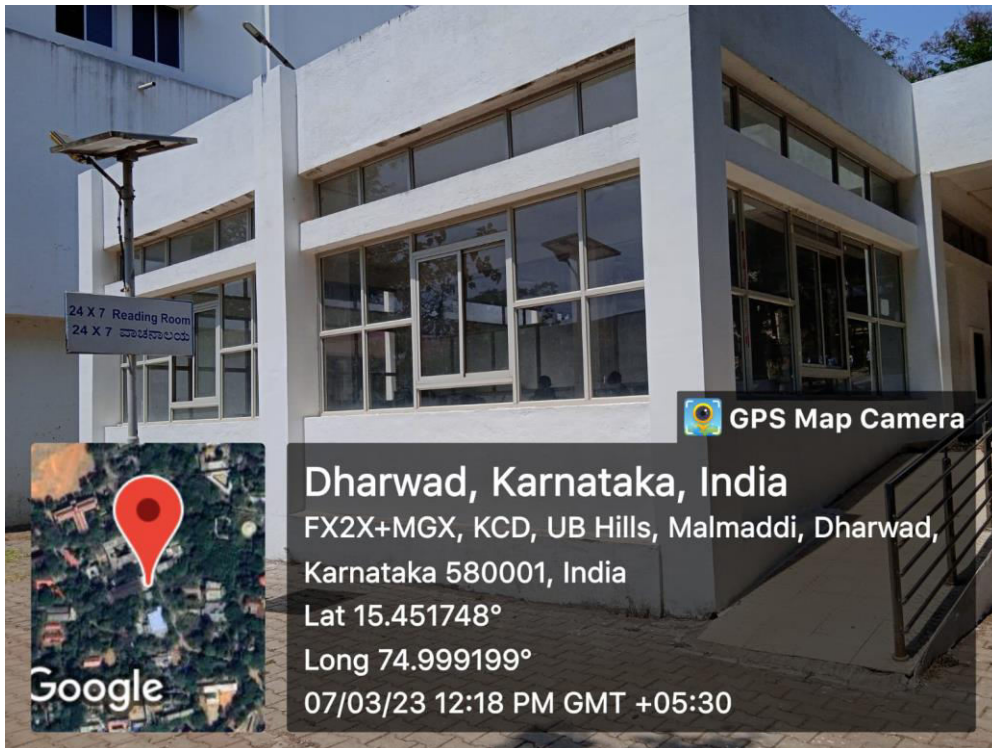 24 X 7 Reading Room
24 X 7 ವಾಚನಾಲಯ
GPS Map Camera
Dharwad, Karnataka, India
FX2X+MGX, KCD, UB Hills, Malmaddi, Dharwad,
Karnataka 580001, India
Lat 15.451748°
Long 74.999199°
07/03/23 12:18 PM GMT +05:30
Google